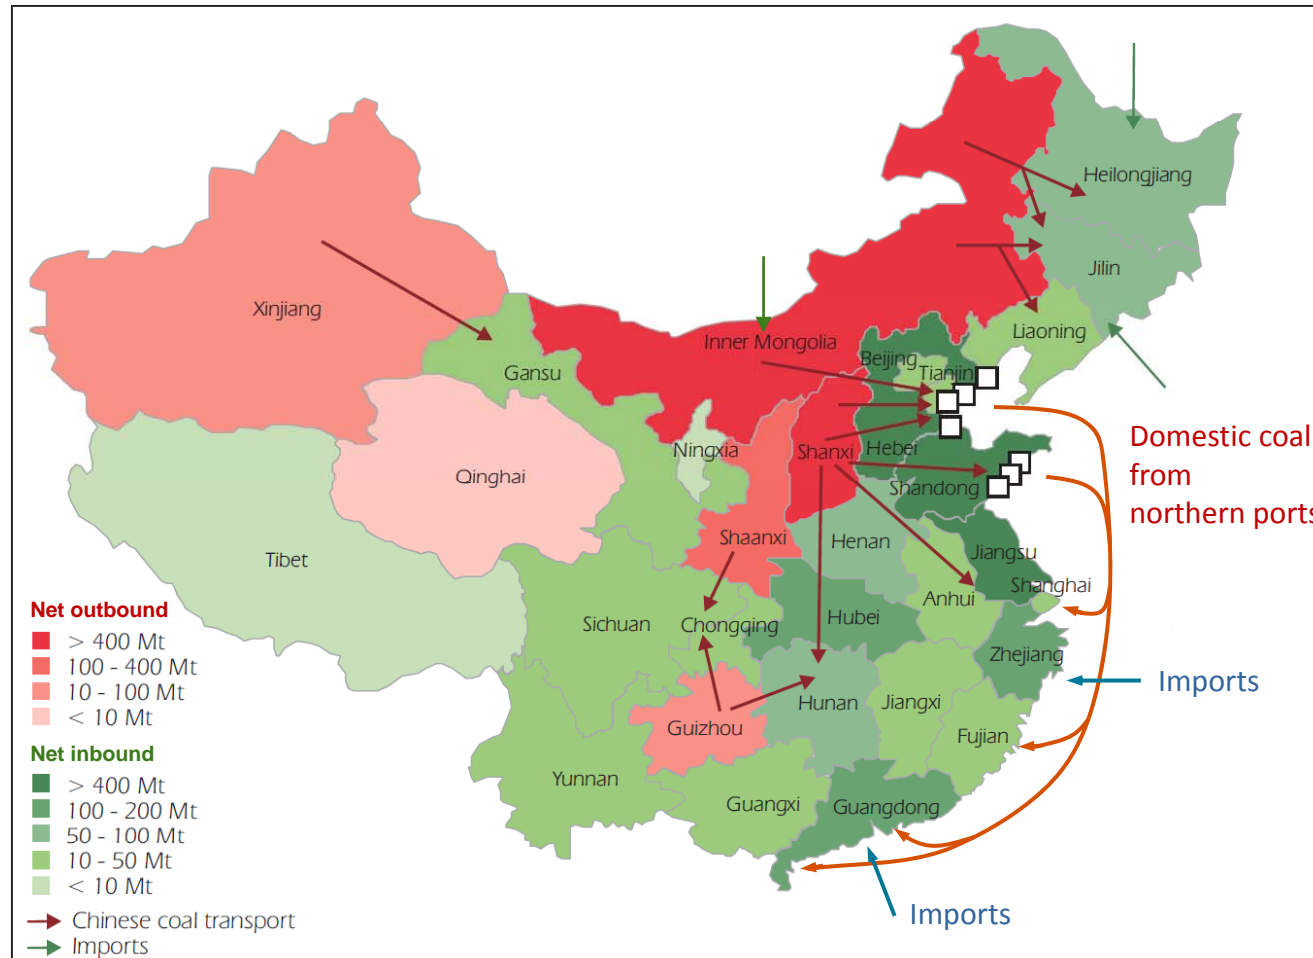 Heilongjiang
Jilin
Xinjiang
Liaoning
Inner Mongolia
Beijing
Tianjin
Gansu
Domestic coal
from
northern ports
Ningxia
Shanxi
Hebei
Qinghai
Shandong
Shaanxi
Henan
Jiangsu
Tibet
Shanghai
Anhui
Net outbound
> 400 Mt
100 - 400 Mt
10 - 100 Mt
< 10 Mt
Sichuan
Chongqing
Hubei
Zhejiang
Imports
Hunan
Jiangxi
Guizhou
Fujian
Net inbound
> 400 Mt
100 - 200 Mt
50 - 100 Mt
10 - 50 Mt
< 10 Mt
Yunnan
Guangxi
Guangdong
Imports
Chinese coal transport
Imports